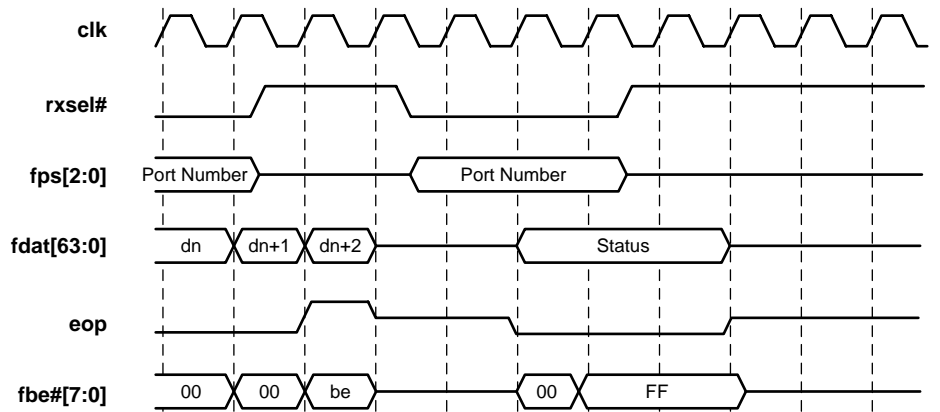 clk
rxsel#
fps[2:0] Port Number Port Number
fdat[63:0] dn dn+1 dn+2 Status
eop
fbe#[7:0] 00 00 be 00 FF